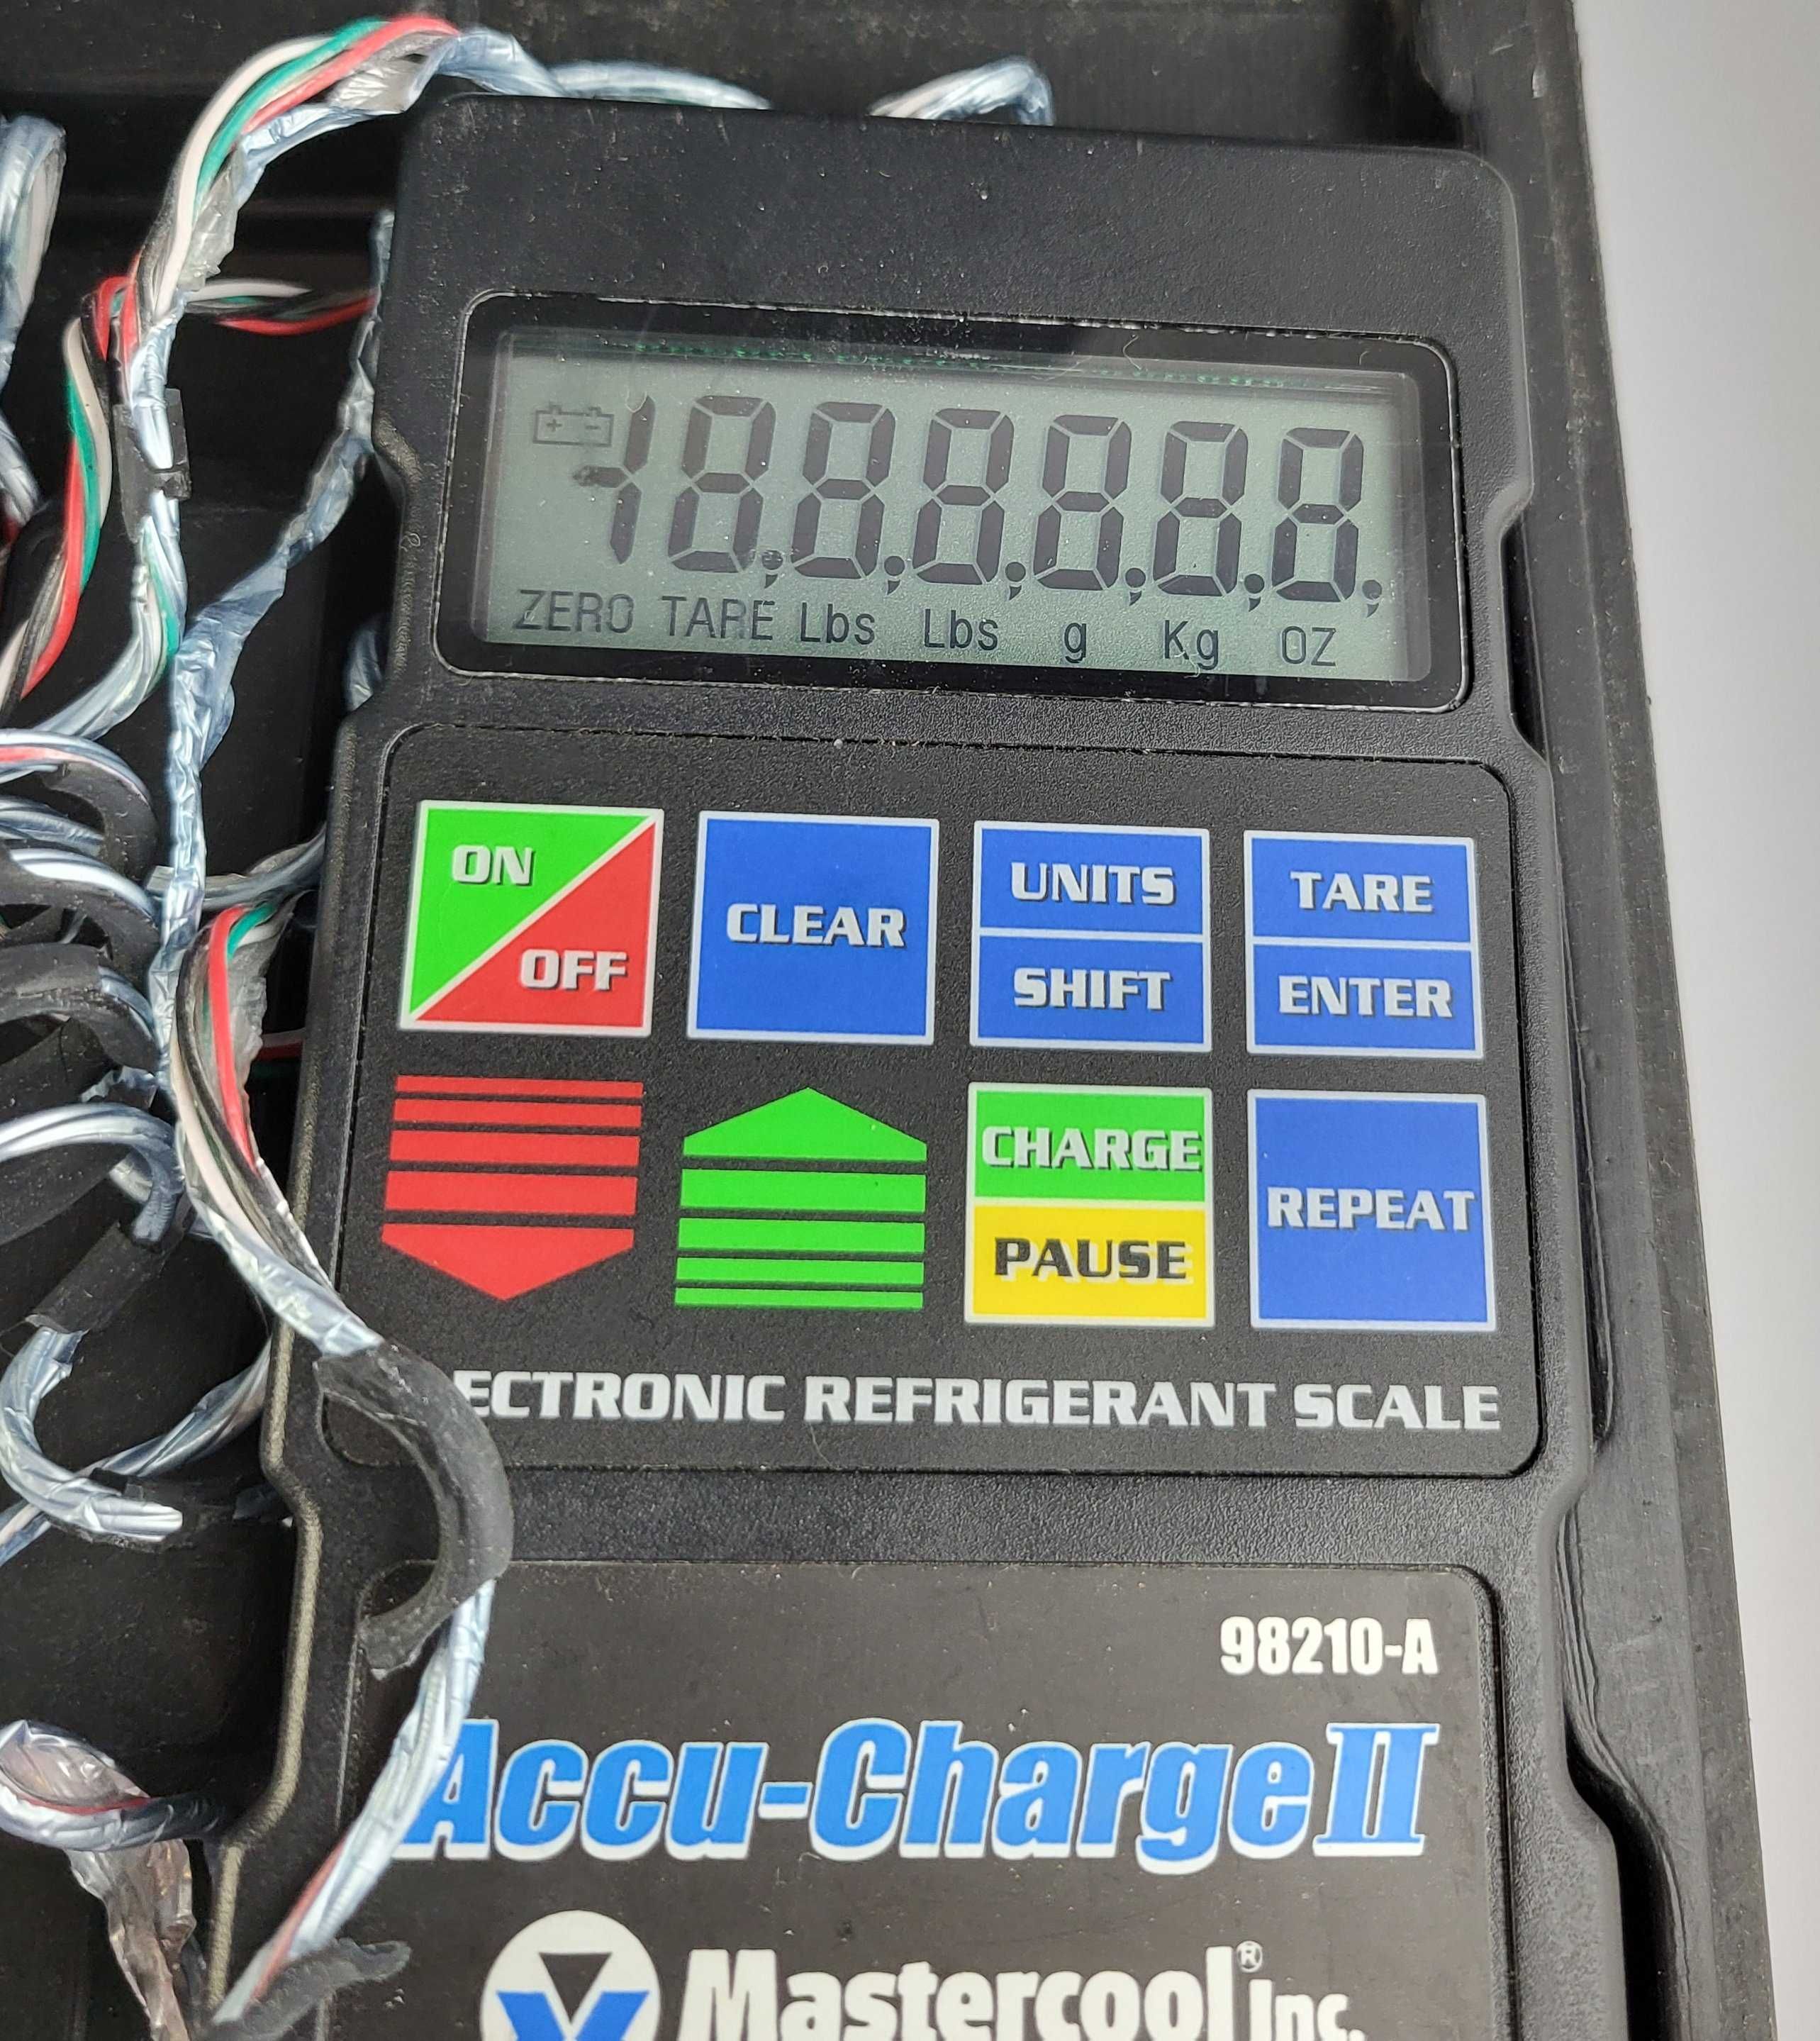 -18,8,8,8,8,8,
ZERO TARE Lbs Lbs g Kg OZ
ON
OFF
CLEAR
UNITS
SHIFT
TARE
ENTER
CHARGE
PAUSE
REPEAT
ECTRONIC REFRIGERANT SCALE
98210-A
Accu-Charge II
Mastercool® Inc.